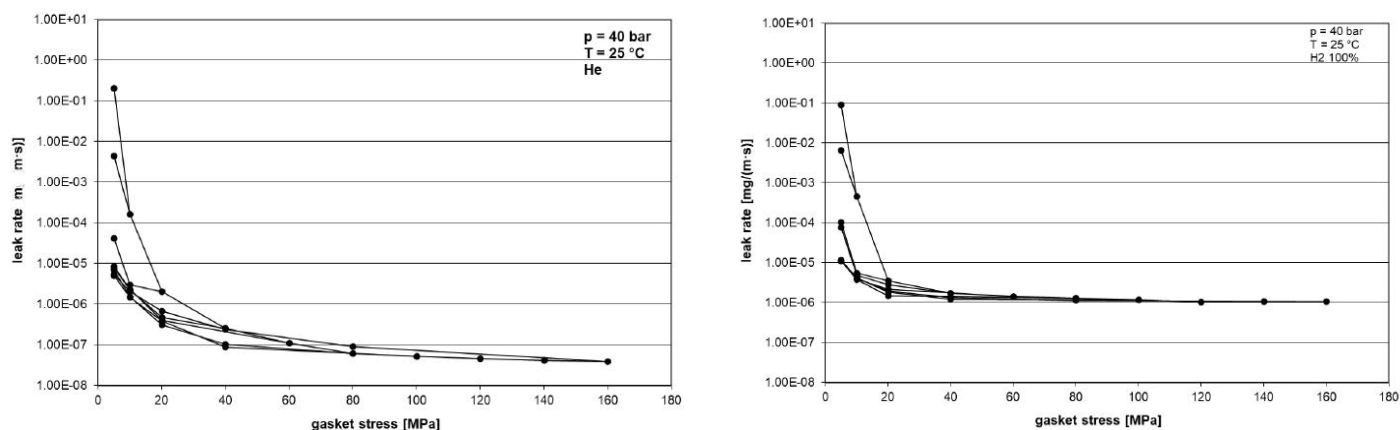 1.00E+01
1.00E+00
1.00E-01
1.00E-02
1.00E-03
1.00E-04
1.00E-05
1.00E-06
1.00E-07
1.00E-08
leak rate m m·s)]
0 20 40 60 80 100 120 140 160 180
gasket stress [MPa]
p = 40 bar
T = 25 °C
He
1.00E+01
1.00E+00
1.00E-01
1.00E-02
1.00E-03
1.00E-04
1.00E-05
1.00E-06
1.00E-07
1.00E-08
leak rate [mg/(m·s)]
0 20 40 60 80 100 120 140 160 180
gasket stress [MPa]
p = 40 bar
T = 25 °C
H2 100%